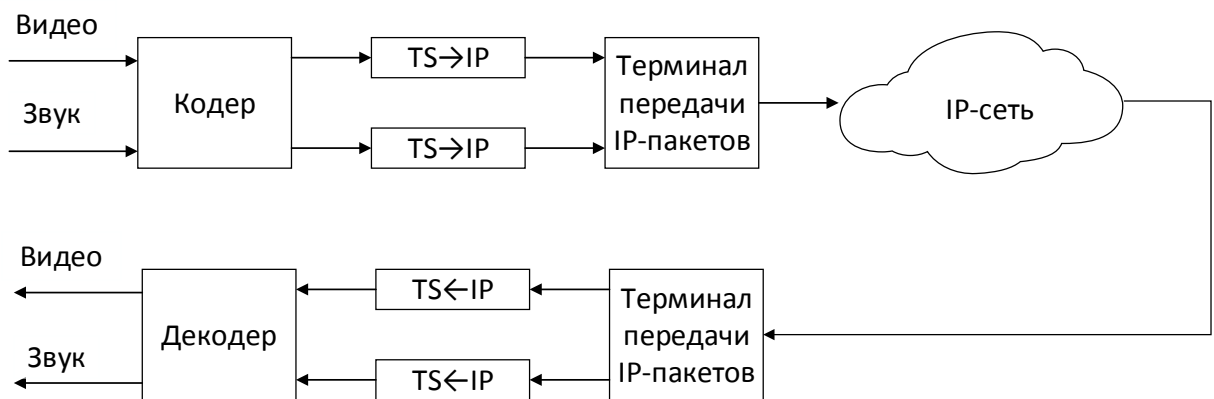 Видео
Звук
Кодер
TS→IP
TS→IP
Терминал
передачи
IP-пакетов
IP-сеть
Видео
Звук
Декодер
TS←IP
TS←IP
Терминал
передачи
IP-пакетов